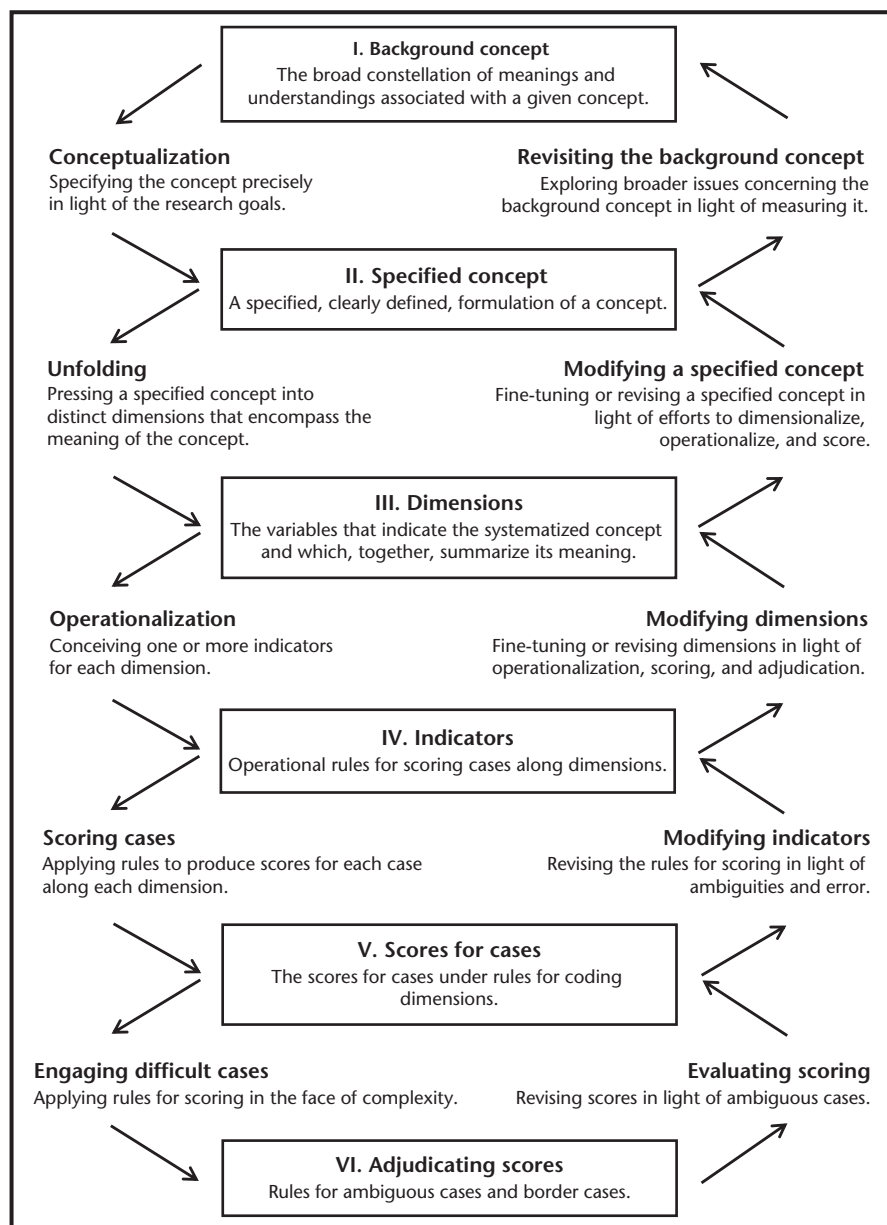 I. Background concept
The broad constellation of meanings and
understandings associated with a given concept.
Conceptualization
Specifying the concept precisely
in light of the research goals.
Revisiting the background concept
Exploring broader issues concerning the
background concept in light of measuring it.
II. Specified concept
A specified, clearly defined, formulation of a concept.
Unfolding
Pressing a specified concept into
distinct dimensions that encompass the
meaning of the concept.
Modifying a specified concept
Fine-tuning or revising a specified concept in
light of efforts to dimensionalize,
operationalize, and score.
III. Dimensions
The variables that indicate the systematized concept
and which, together, summarize its meaning.
Operationalization
Conceiving one or more indicators
for each dimension.
Modifying dimensions
Fine-tuning or revising dimensions in light of
operationalization, scoring, and adjudication.
IV. Indicators
Operational rules for scoring cases along dimensions.
Scoring cases
Applying rules to produce scores for each case
along each dimension.
Modifying indicators
Revising the rules for scoring in light of
ambiguities and error.
V. Scores for cases
The scores for cases under rules for coding
dimensions.
Engaging difficult cases
Applying rules for scoring in the face of complexity.
Evaluating scoring
Revising scores in light of ambiguous cases.
VI. Adjudicating scores
Rules for ambiguous cases and border cases.